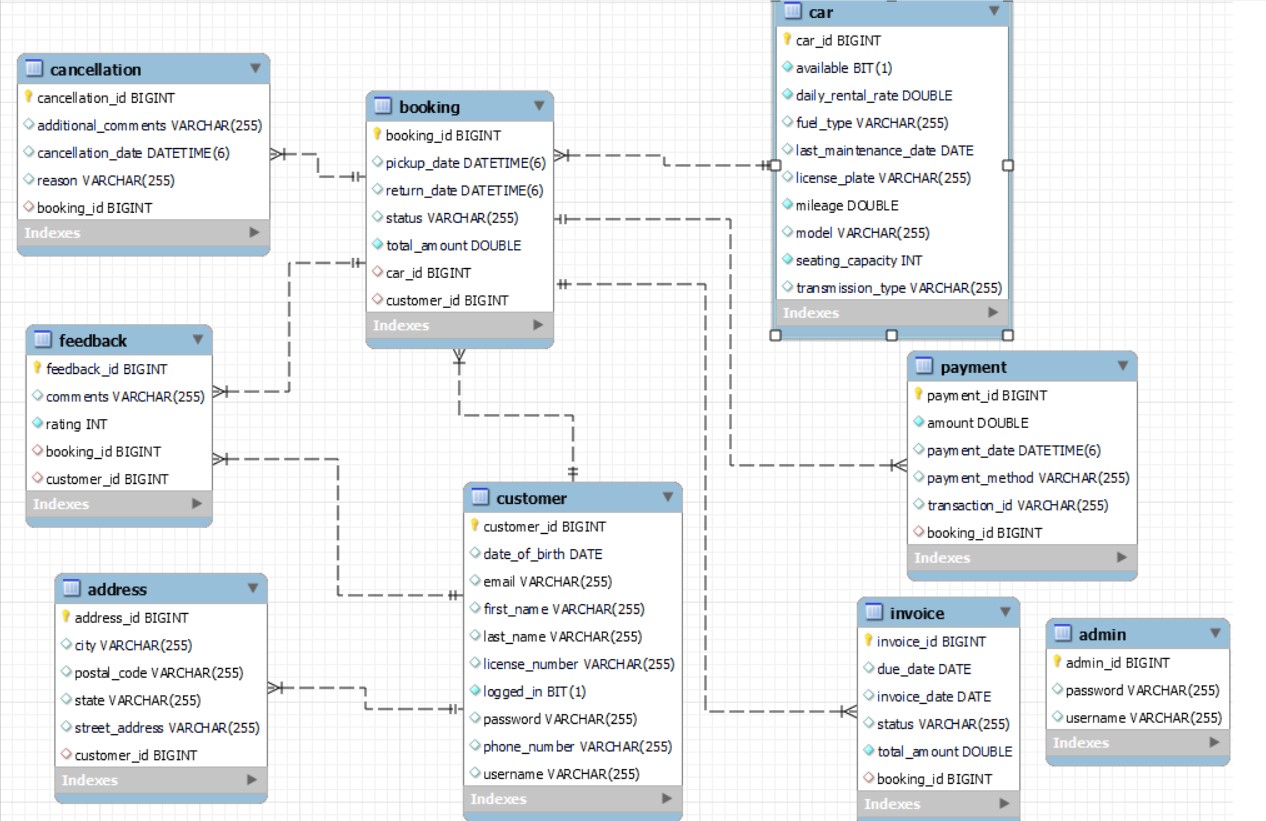 cancellation
cancellation_id BIGINT
additional_comments VARCHAR(255)
cancellation_date DATETIME(6)
reason VARCHAR(255)
booking_id BIGINT
Indexes
booking
booking_id BIGINT
pickup_date DATETIME(6)
return_date DATETIME(6)
status VARCHAR(255)
total_amount DOUBLE
car_id BIGINT
customer_id BIGINT
Indexes
car
car_id BIGINT
available BIT(1)
daily_rental_rate DOUBLE
fuel_type VARCHAR(255)
last_maintenance_date DATE
license_plate VARCHAR(255)
mileage DOUBLE
model VARCHAR(255)
seating_capacity INT
transmission_type VARCHAR(255)
Indexes
feedback
feedback_id BIGINT
comments VARCHAR(255)
rating INT
booking_id BIGINT
customer_id BIGINT
Indexes
payment
payment_id BIGINT
amount DOUBLE
payment_date DATETIME(6)
payment_method VARCHAR(255)
transaction_id VARCHAR(255)
booking_id BIGINT
Indexes
customer
customer_id BIGINT
date_of_birth DATE
email VARCHAR(255)
first_name VARCHAR(255)
last_name VARCHAR(255)
license_number VARCHAR(255)
logged_in BIT(1)
password VARCHAR(255)
phone_number VARCHAR(255)
username VARCHAR(255)
Indexes
address
address_id BIGINT
city VARCHAR(255)
postal_code VARCHAR(255)
state VARCHAR(255)
street_address VARCHAR(255)
customer_id BIGINT
Indexes
invoice
invoice_id BIGINT
due_date DATE
invoice_date DATE
status VARCHAR(255)
total_amount DOUBLE
booking_id BIGINT
Indexes
admin
admin_id BIGINT
password VARCHAR(255)
username VARCHAR(255)
Indexes